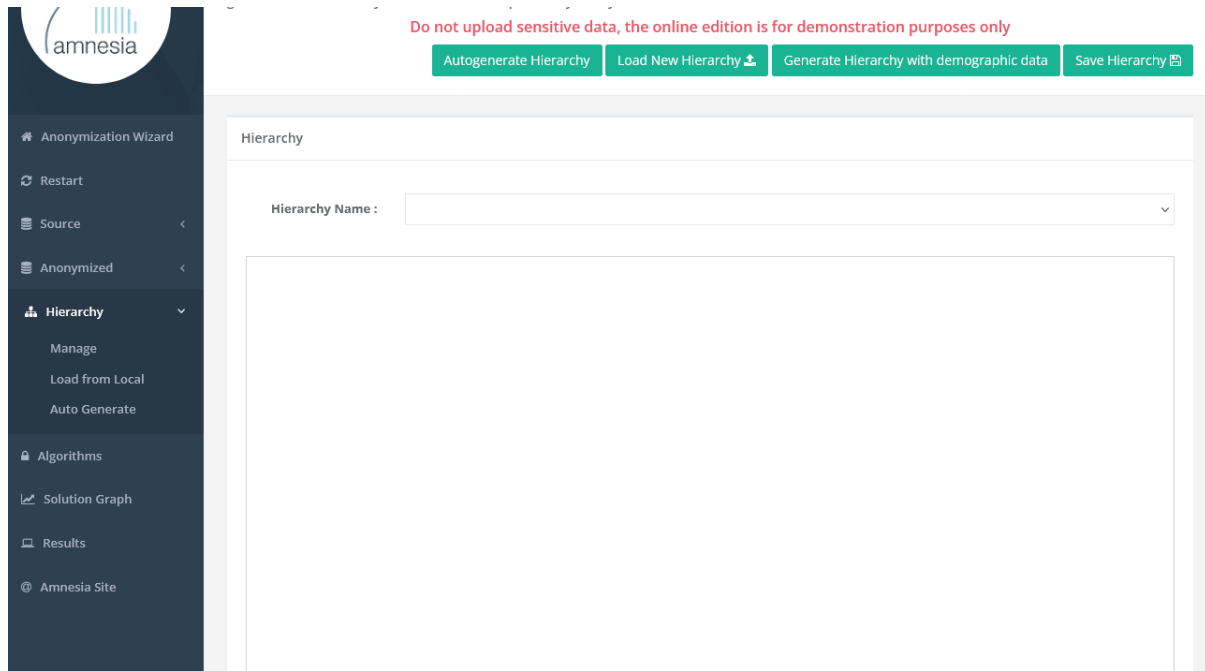 amnesia
Do not upload sensitive data, the online edition is for demonstration purposes only
Autogenerate Hierarchy Load New Hierarchy Generate Hierarchy with demographic data Save Hierarchy
Anonymization Wizard
Restart
Source
Anonymized
Hierarchy
Manage
Load from Local
Auto Generate
Algorithms
Solution Graph
Results
@ Amnesia Site
Hierarchy
Hierarchy Name :